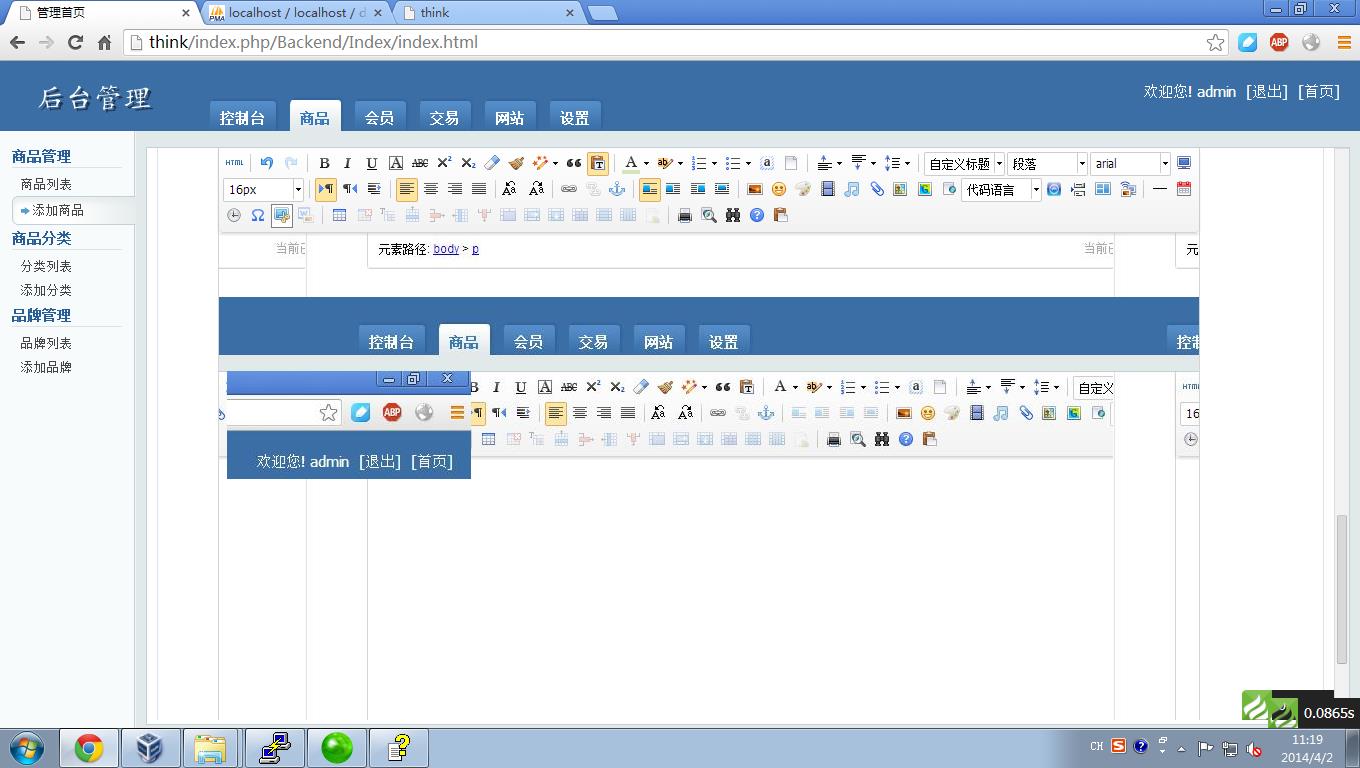 管理首页
localhost / localhost / d
think
think/index.php/Backend/Index/index.html
后台管理
控制台 商品 会员 交易 网站 设置
欢迎您! admin [退出] [首页]
商品管理
商品列表
添加商品
商品分类
分类列表
添加分类
品牌管理
品牌列表
添加品牌
HTML B I U A ABC 自定义标题 段落 arial
16px 代码语言
当前已
元素路径: body > p
当前已
元
控制台 商品 会员 交易 网站 设置
控制
B I U A ABC 自定义
HTML
ABP
16
欢迎您! admin [退出] [首页]
0.0865s
CH
11:19
2014/4/2